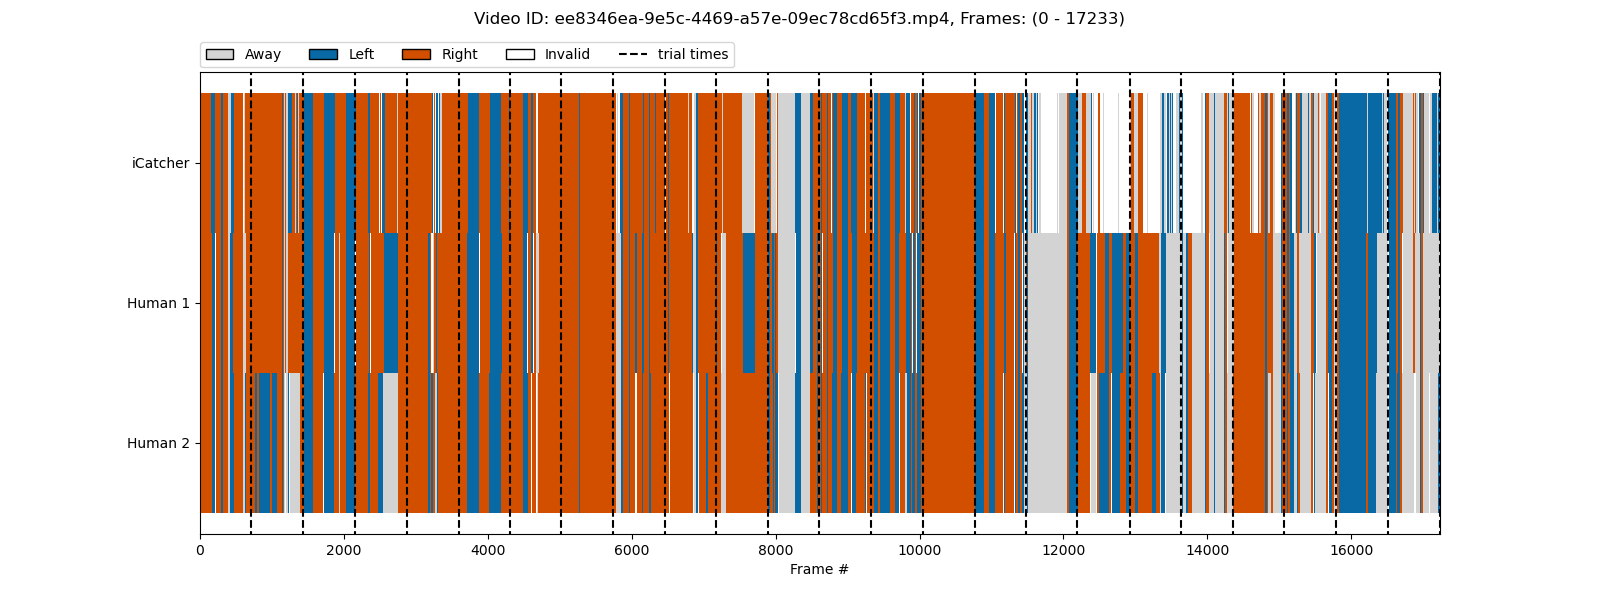 Video ID: ee8346ea-9e5c-4469-a57e-09ec78cd65f3.mp4, Frames: (0 - 17233)
Away Left Right Invalid trial times
iCatcher
Human 1
Human 2
0 2000 4000 6000 8000 10000 12000 14000 16000
Frame #